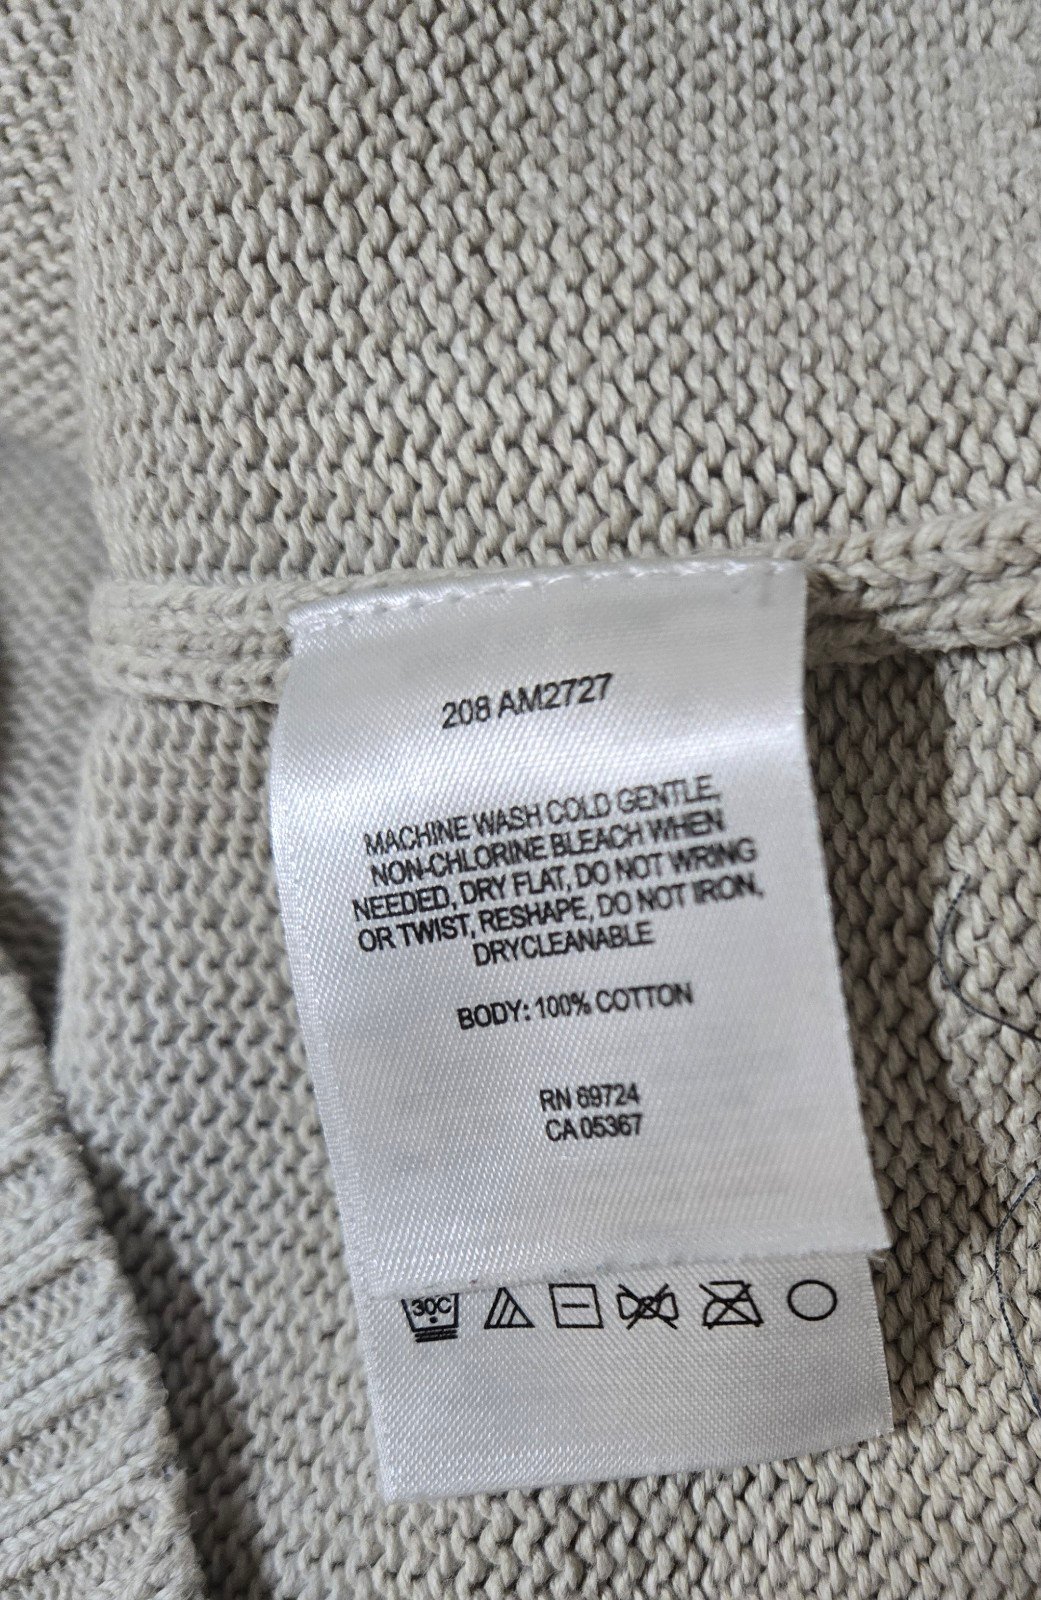 208 AM2727
MACHINE WASH COLD GENTLE,
NON-CHLORINE BLEACH WHEN
NEEDED, DRY FLAT, DO NOT WRING
OR TWIST, RESHAPE, DO NOT IRON,
DRYCLEANABLE
BODY: 100% COTTON
RN 69724
CA 05367
30C